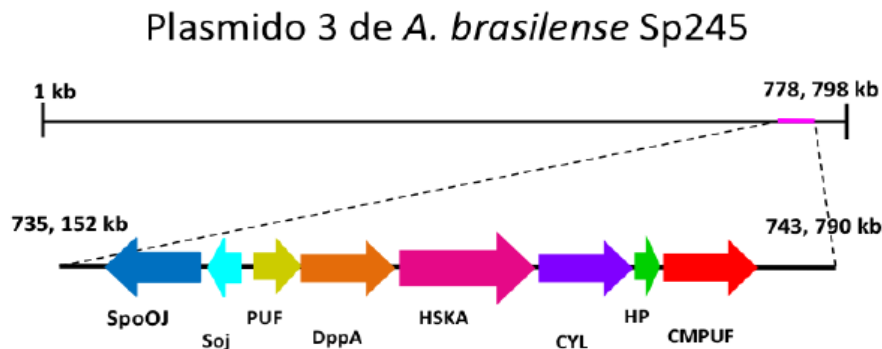 Plasmido 3 de A. brasilense Sp245
1 kb
778, 798 kb
735, 152 kb
743, 790 kb
SpoOJ
Soj
PUF
DppA
HSKA
CYL
HP
CMPUF